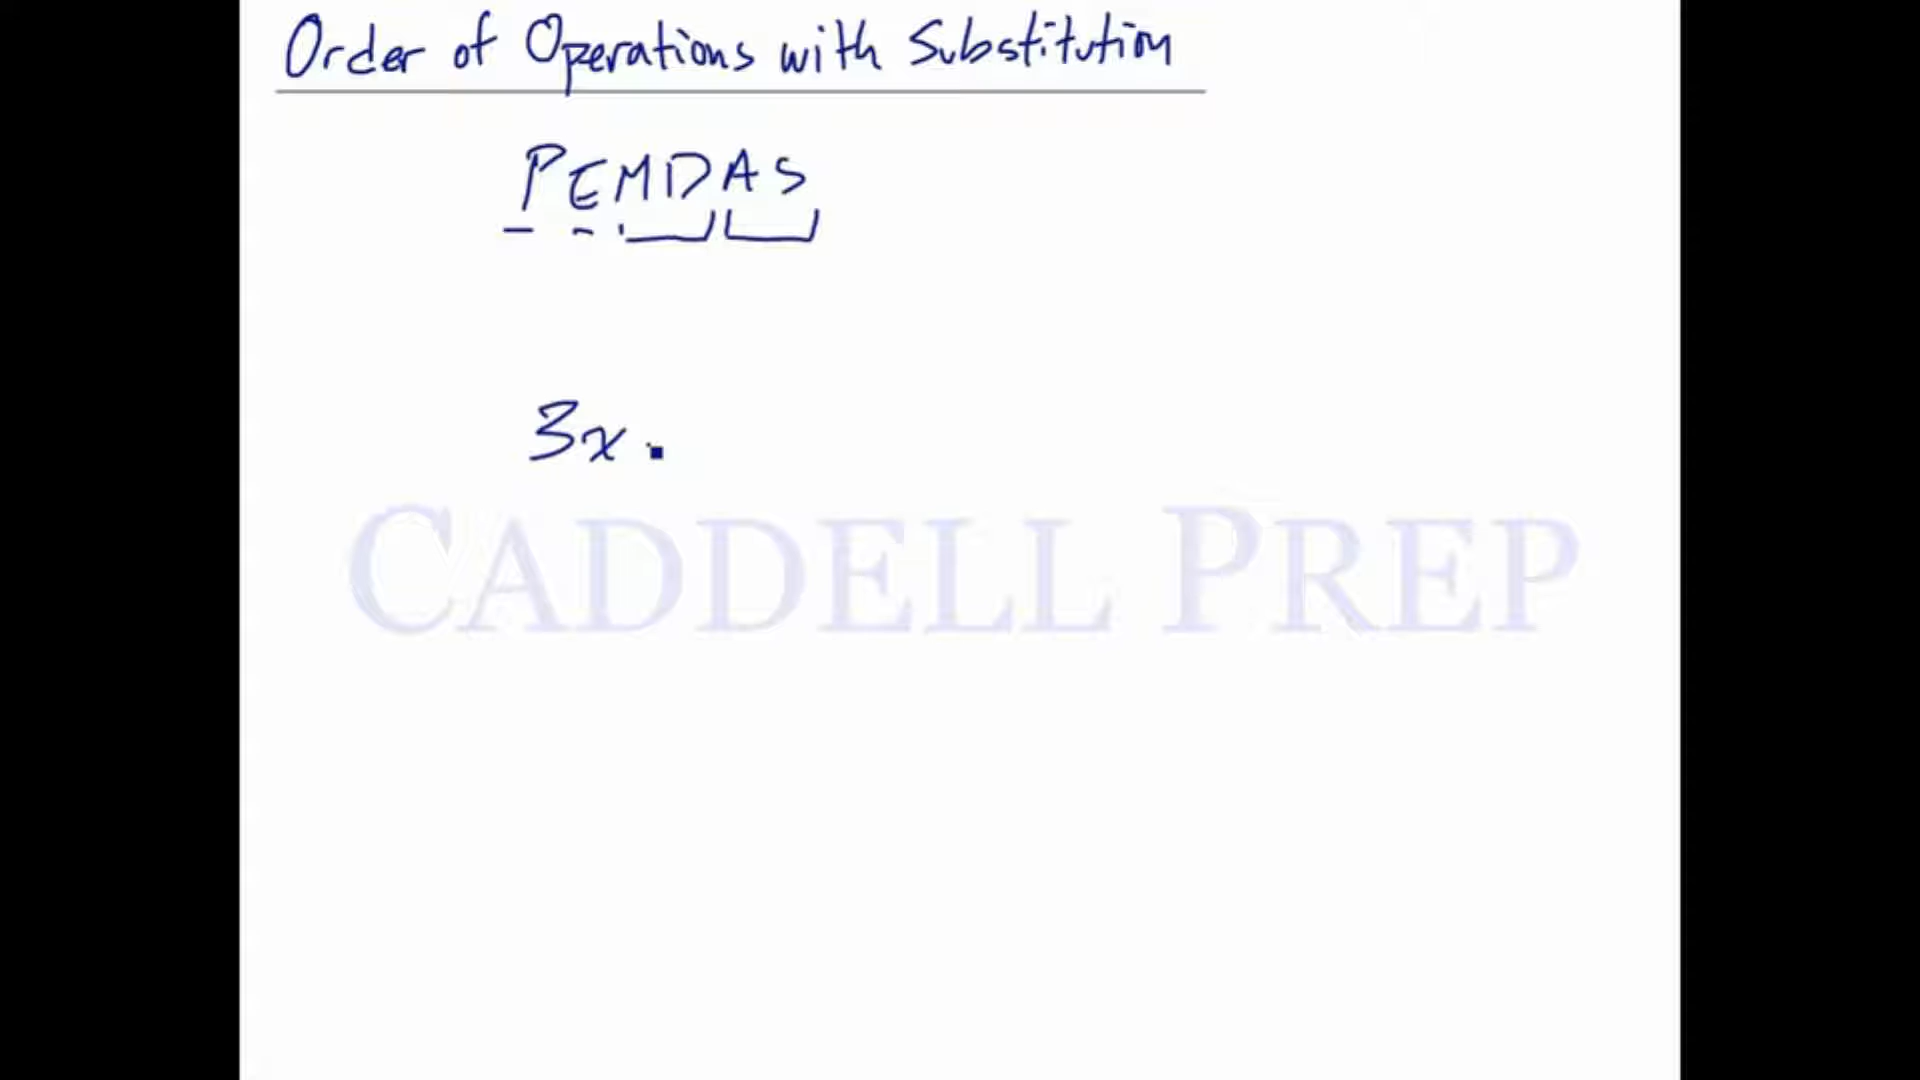 Order of Operations with Substitution
PEMDAS
3x
CADDELL PREP